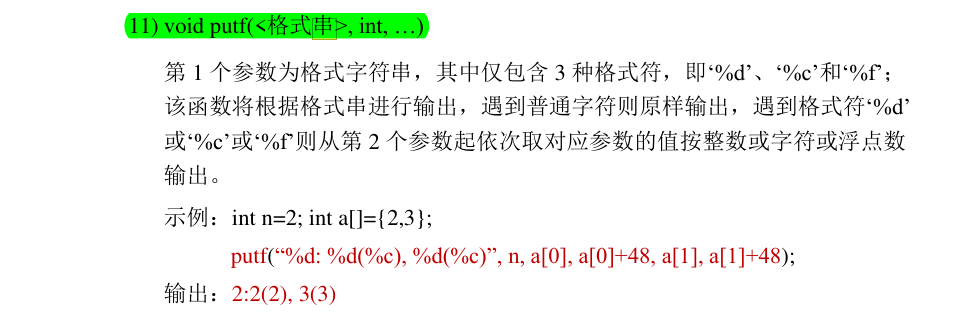 11) void putf(<格式串>, int, …)
第 1 个参数为格式字符串，其中仅包含 3 种格式符，即‘%d’、‘%c’和‘%f’；
该函数将根据格式串进行输出，遇到普通字符则原样输出，遇到格式符‘%d’
或‘%c’或‘%f’则从第 2 个参数起依次取对应参数的值按整数或字符或浮点数
输出。
示例：int n=2; int a[]={2,3};
putf(“%d: %d(%c), %d(%c)”, n, a[0], a[0]+48, a[1], a[1]+48);
输出：2:2(2), 3(3)